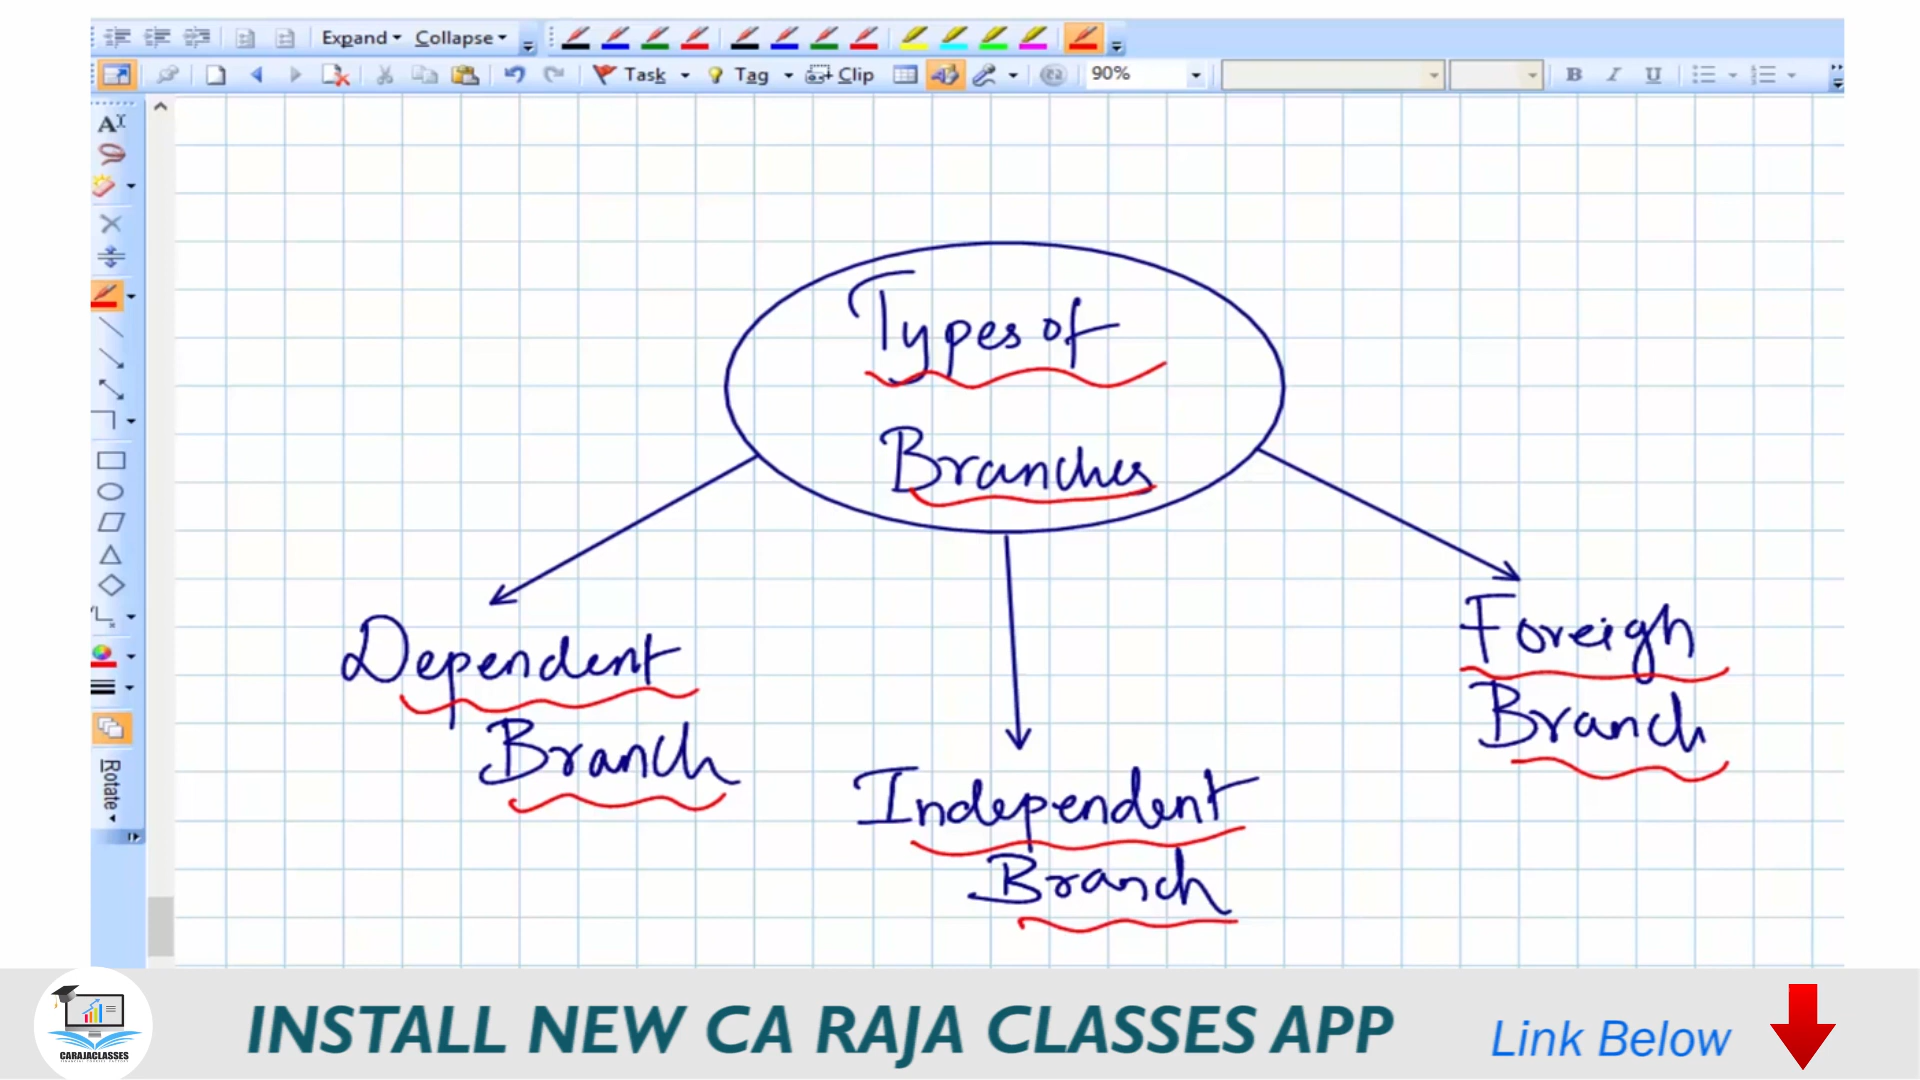 Expand Collapse
Task Tag Clip 90% B I U
A
Types of
Branches
Dependent
Branch
Independent
Branch
Foreign
Branch
Rotate
CARAJACLASSES
INSTALL NEW CA RAJA CLASSES APP
Link Below